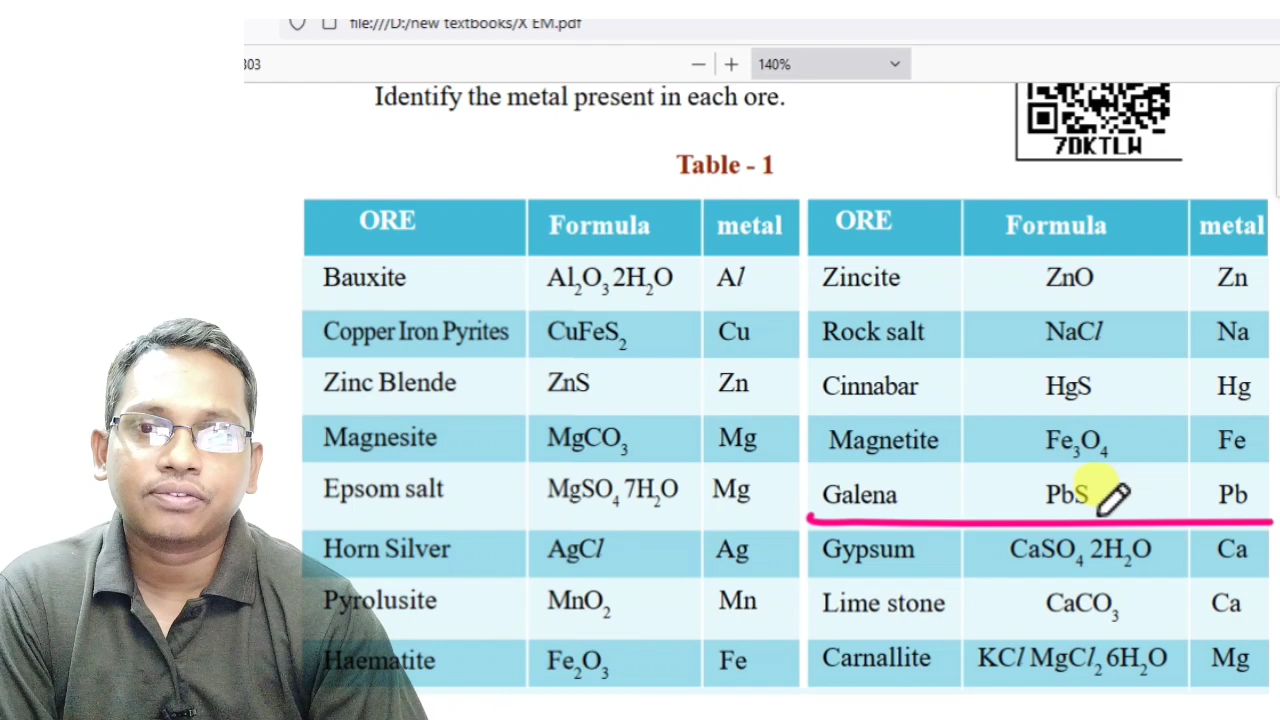 file:///D:/new textbooks/X EM.pdf
303
140%
Identify the metal present in each ore.
7DKTLW
Table - 1
ORE Formula metal ORE Formula metal
Bauxite Al₂O₃ 2H₂O Al Zincite ZnO Zn
Copper Iron Pyrites CuFeS₂ Cu Rock salt NaCl Na
Zinc Blende ZnS Zn Cinnabar HgS Hg
Magnesite MgCO₃ Mg Magnetite Fe₃O₄ Fe
Epsom salt MgSO₄ 7H₂O Mg Galena PbS Pb
Horn Silver AgCl Ag Gypsum CaSO₄ 2H₂O Ca
Pyrolusite MnO₂ Mn Lime stone CaCO₃ Ca
Haematite Fe₂O₃ Fe Carnallite KCl MgCl₂ 6H₂O Mg